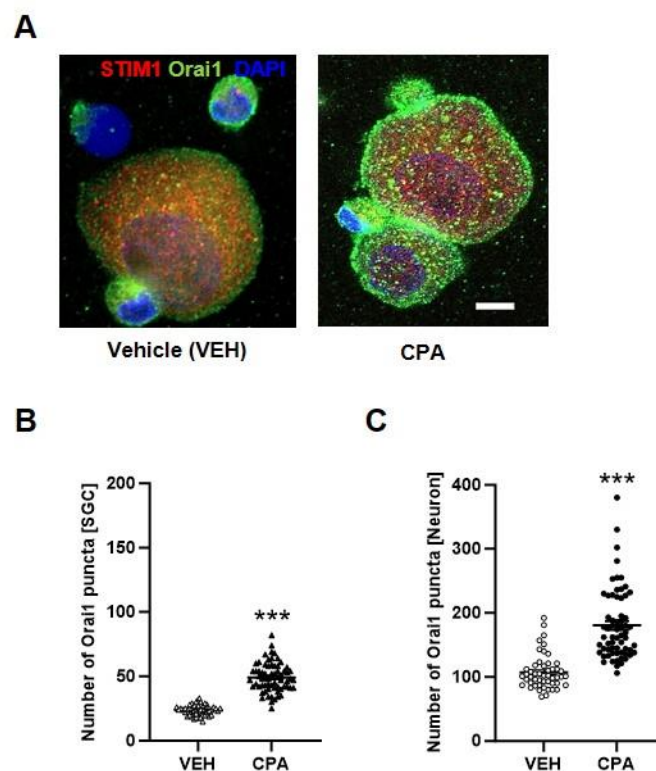 A
STIM1 Orai1 DAPI
Vehicle (VEH)
CPA
B
Number of Orai1 puncta [SGC]
200
150
100
50
0
***
VEH
CPA
C
Number of Orai1 puncta [Neuron]
400
300
200
100
0
***
VEH
CPA